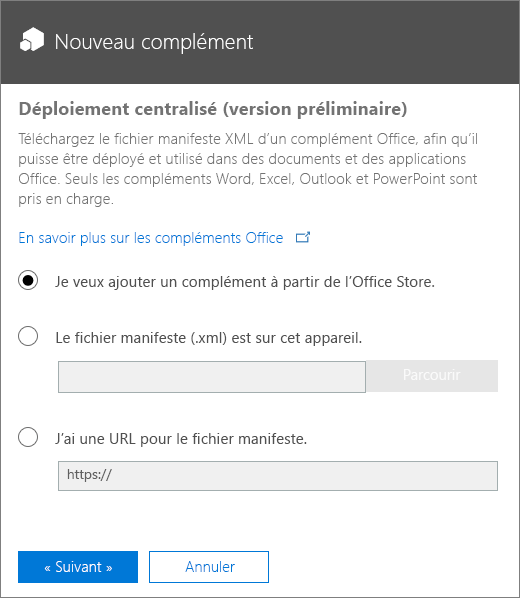 Nouveau complément
Déploiement centralisé (version préliminaire)
Téléchargez le fichier manifeste XML d’un complément Office, afin qu’il
puisse être déployé et utilisé dans des documents et des applications
Office. Seuls les compléments Word, Excel, Outlook et PowerPoint sont
pris en charge.
En savoir plus sur les compléments Office
Je veux ajouter un complément à partir de l’Office Store.
Le fichier manifeste (.xml) est sur cet appareil.
Parcourir
J’ai une URL pour le fichier manifeste.
https://
« Suivant »
Annuler